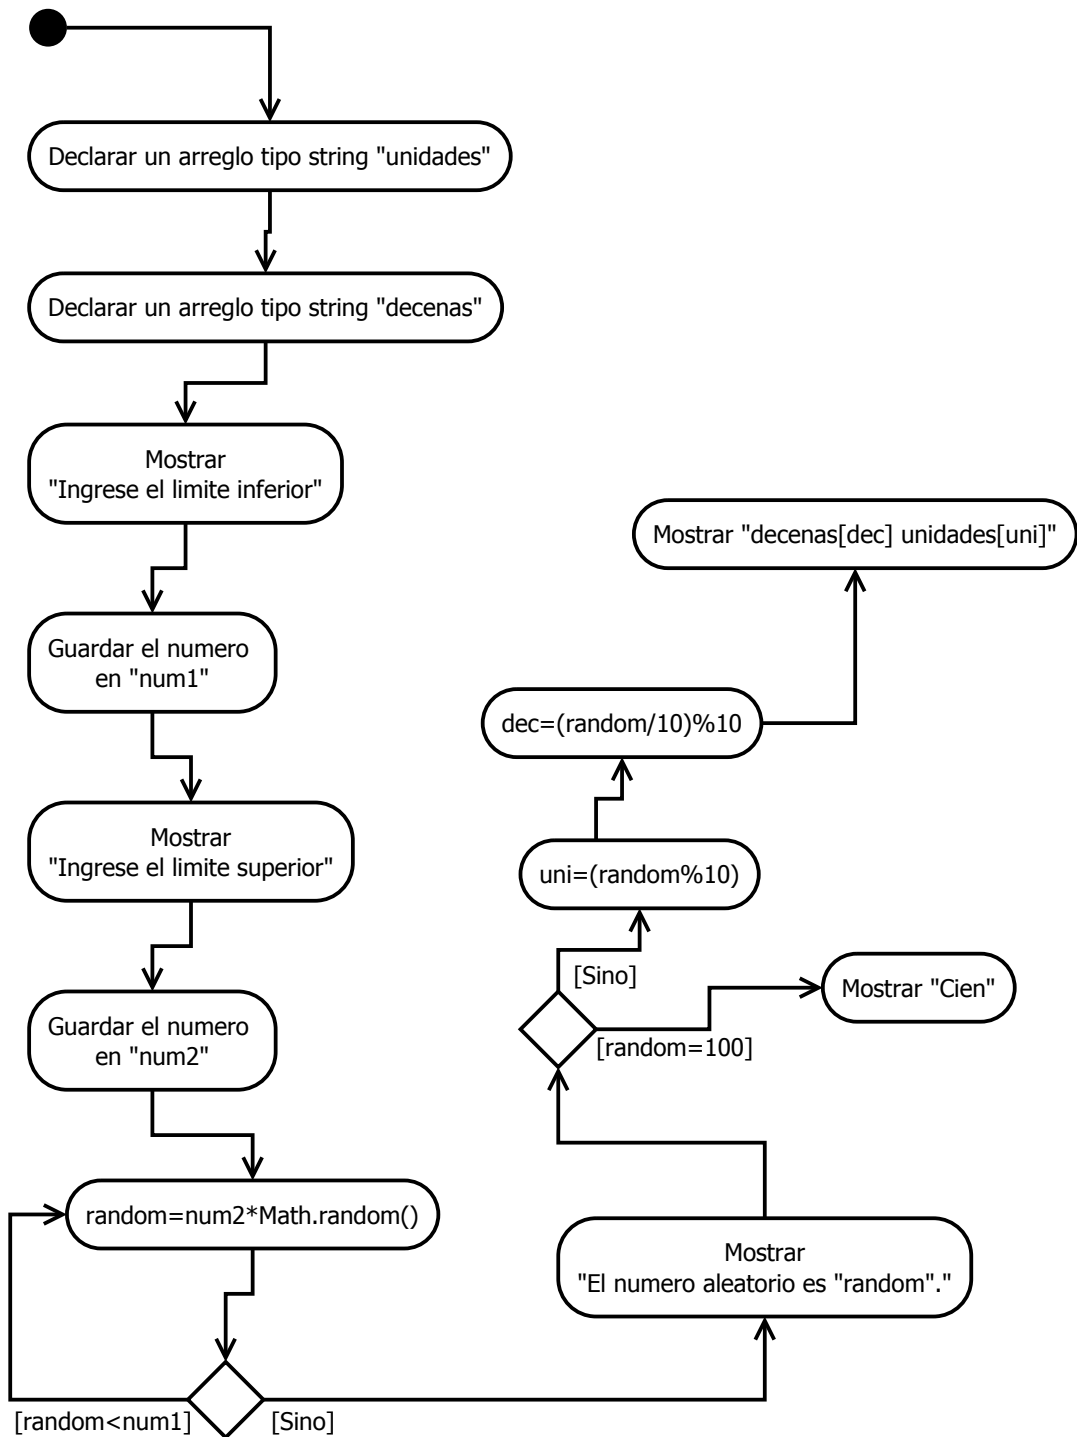 Declarar un arreglo tipo string "unidades"
Declarar un arreglo tipo string "decenas"
Mostrar
"Ingrese el limite inferior"
Guardar el numero
en "num1"
Mostrar
"Ingrese el limite superior"
Guardar el numero
en "num2"
random=num2*Math.random()
[random<num1]
[Sino]
Mostrar
"El numero aleatorio es "random"."
[random=100]
Mostrar "Cien"
[Sino]
uni=(random%10)
dec=(random/10)%10
Mostrar "decenas[dec] unidades[uni]"